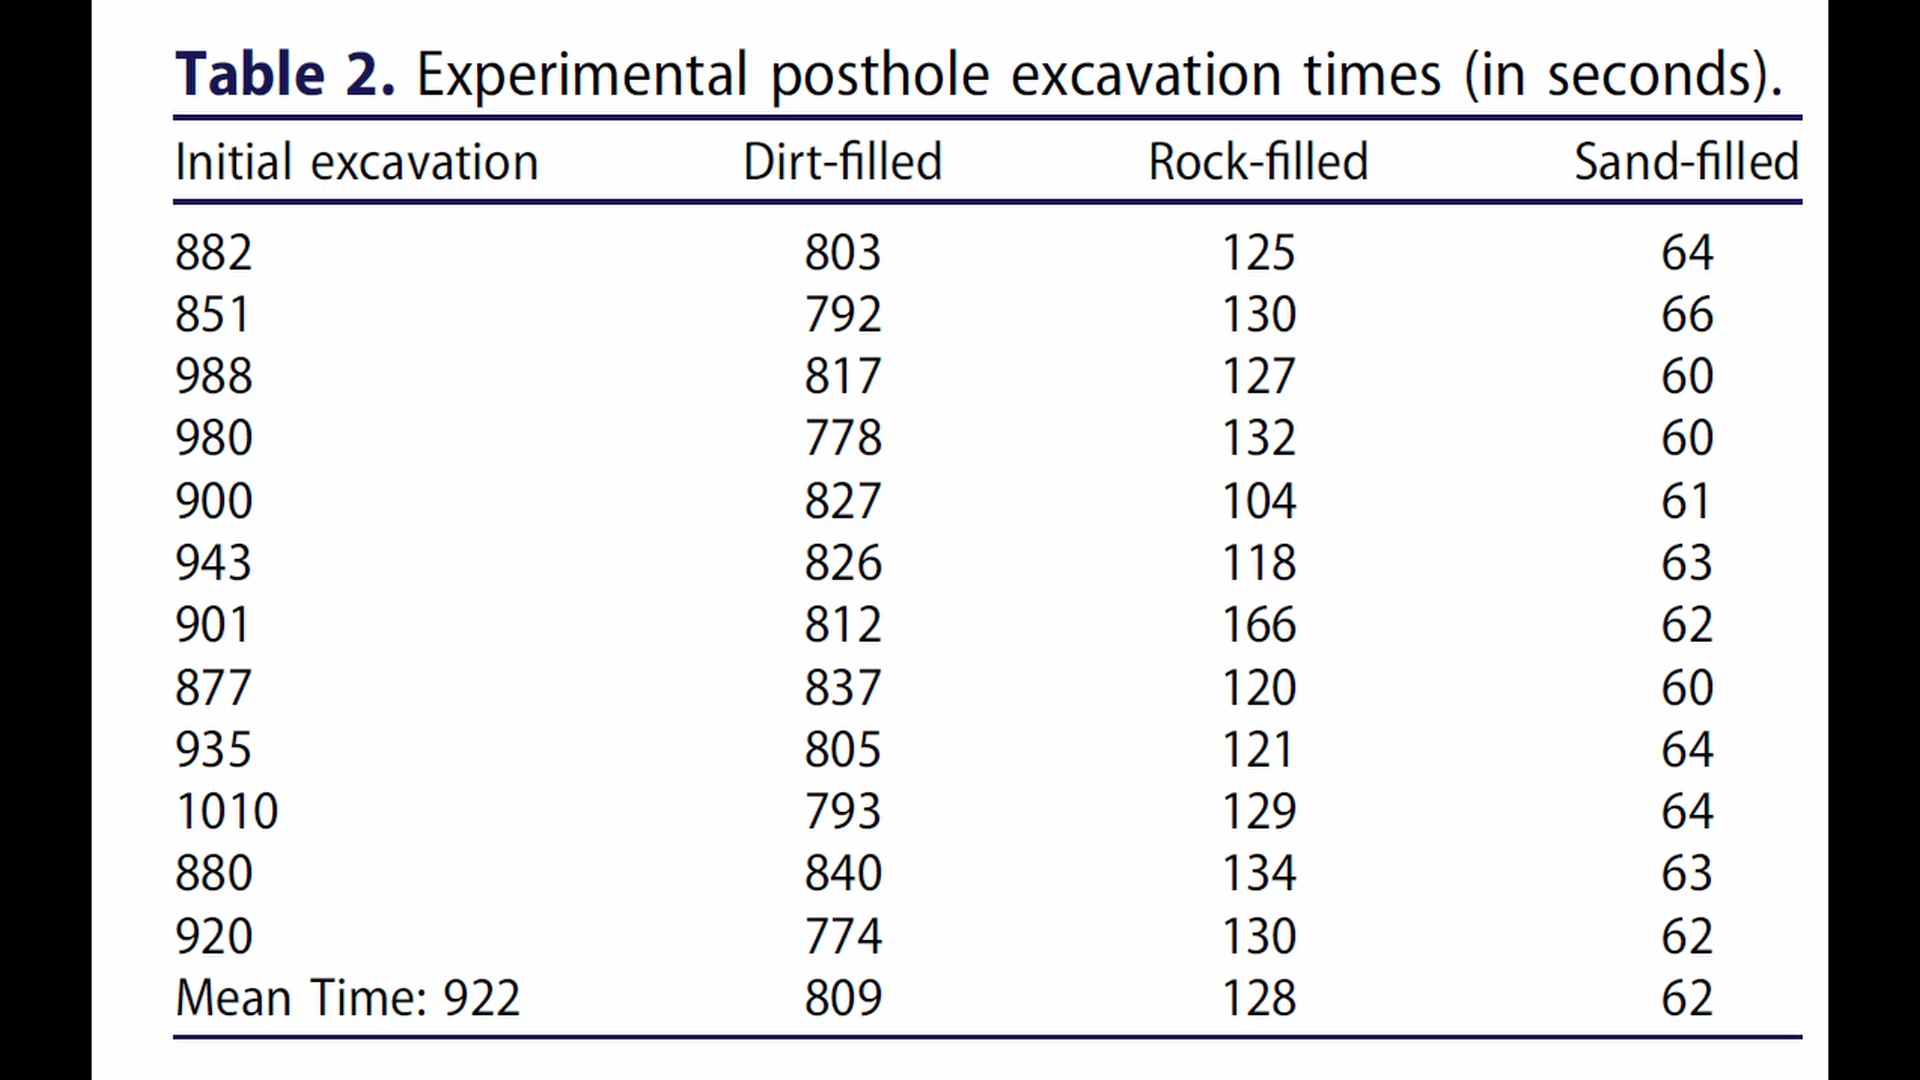 Table 2. Experimental posthole excavation times (in seconds).
Initial excavation Dirt-filled Rock-filled Sand-filled
882 803 125 64
851 792 130 66
988 817 127 60
980 778 132 60
900 827 104 61
943 826 118 63
901 812 166 62
877 837 120 60
935 805 121 64
1010 793 129 64
880 840 134 63
920 774 130 62
Mean Time: 922 809 128 62